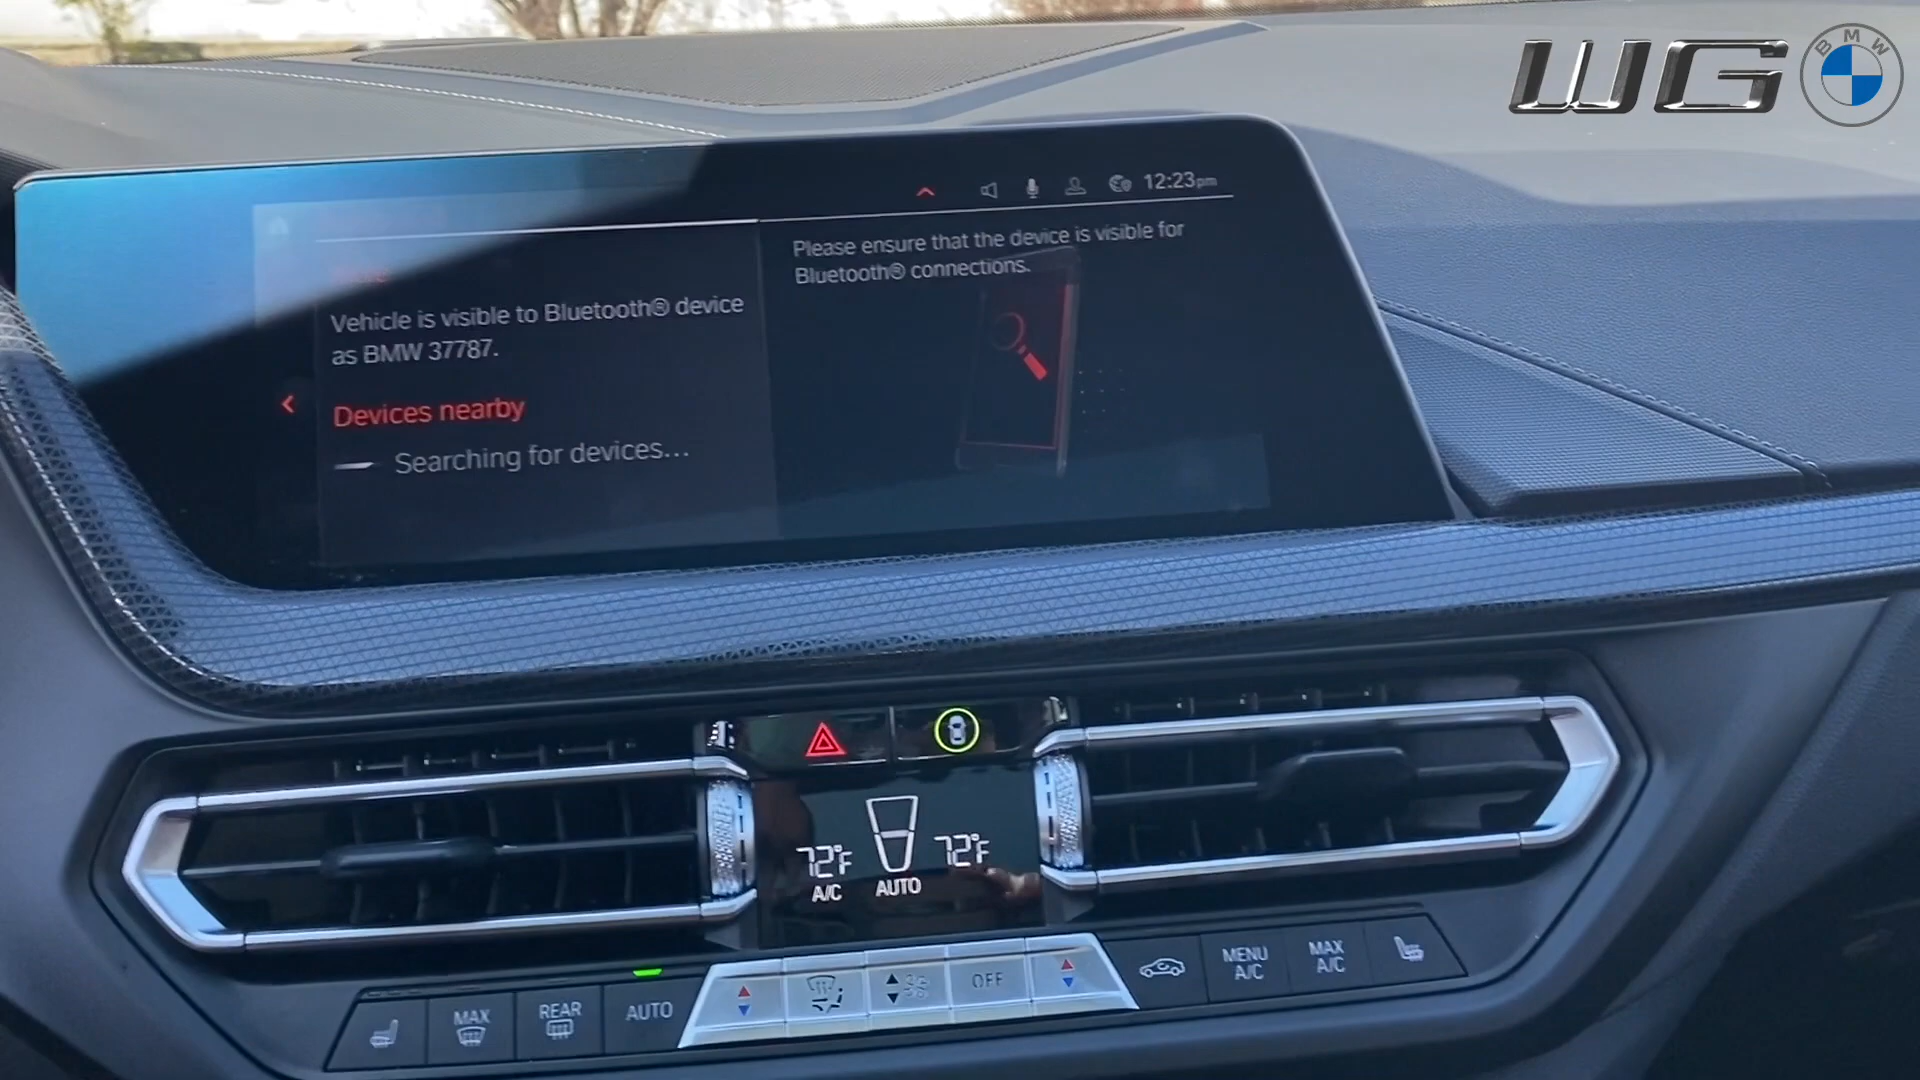 WG
BMW
12:23pm
Vehicle is visible to Bluetooth® device
as BMW 37787.
Devices nearby
Searching for devices...
Please ensure that the device is visible for
Bluetooth® connections.
72°F
72°F
A/C
AUTO
MAX
REAR
AUTO
OFF
MENU
A/C
MAX
A/C